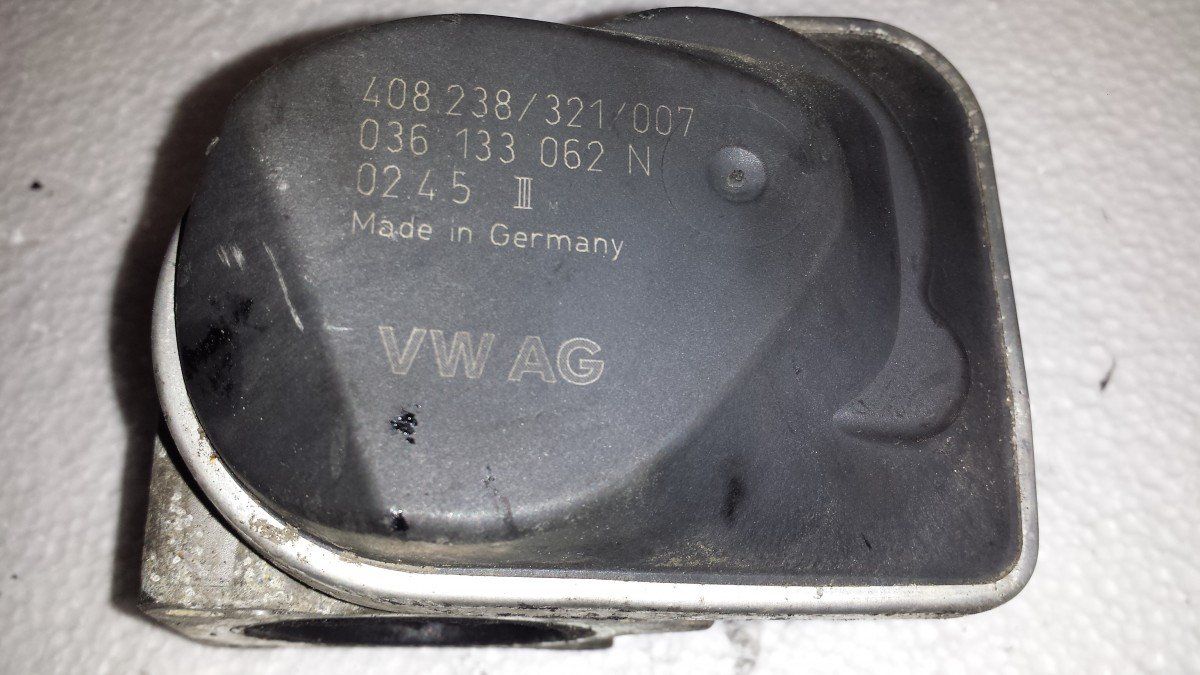 408.238/321/007
036 133 062 N
02.45 III M
Made in Germany
VW AG